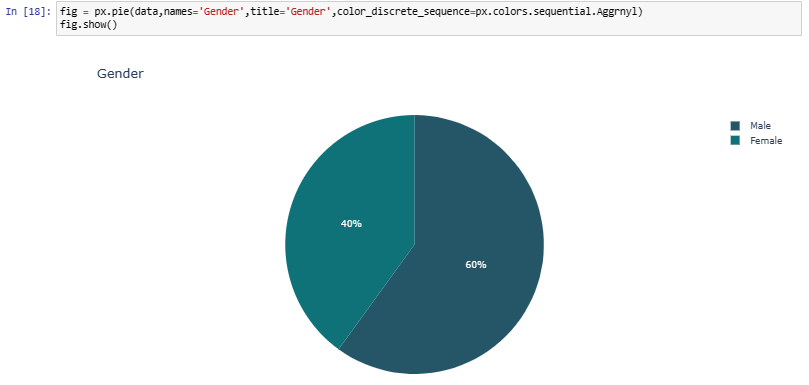 In [18]: fig = px.pie(data,names='Gender',title='Gender',color_discrete_sequence=px.colors.sequential.Aggrnyl)
fig.show()
Gender
Male
Female
40%
60%